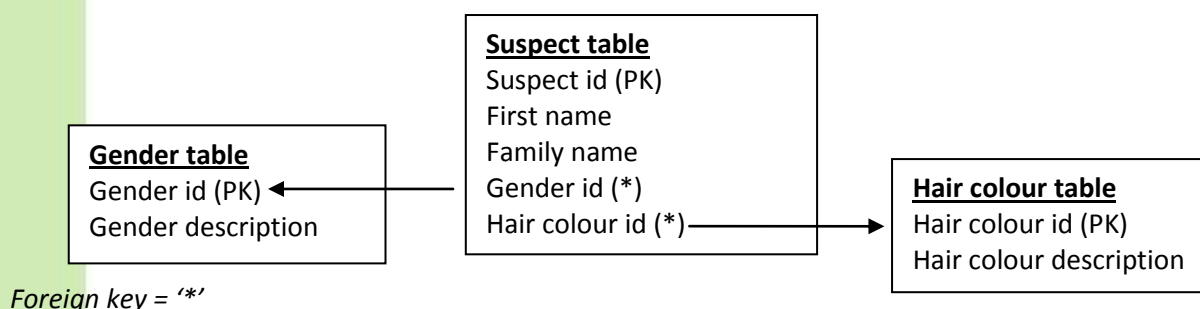 Suspect table
Suspect id (PK)
First name
Family name
Gender id (*)
Hair colour id (*)
Gender table
Gender id (PK)
Gender description
Hair colour table
Hair colour id (PK)
Hair colour description
Foreign key = ‘*’